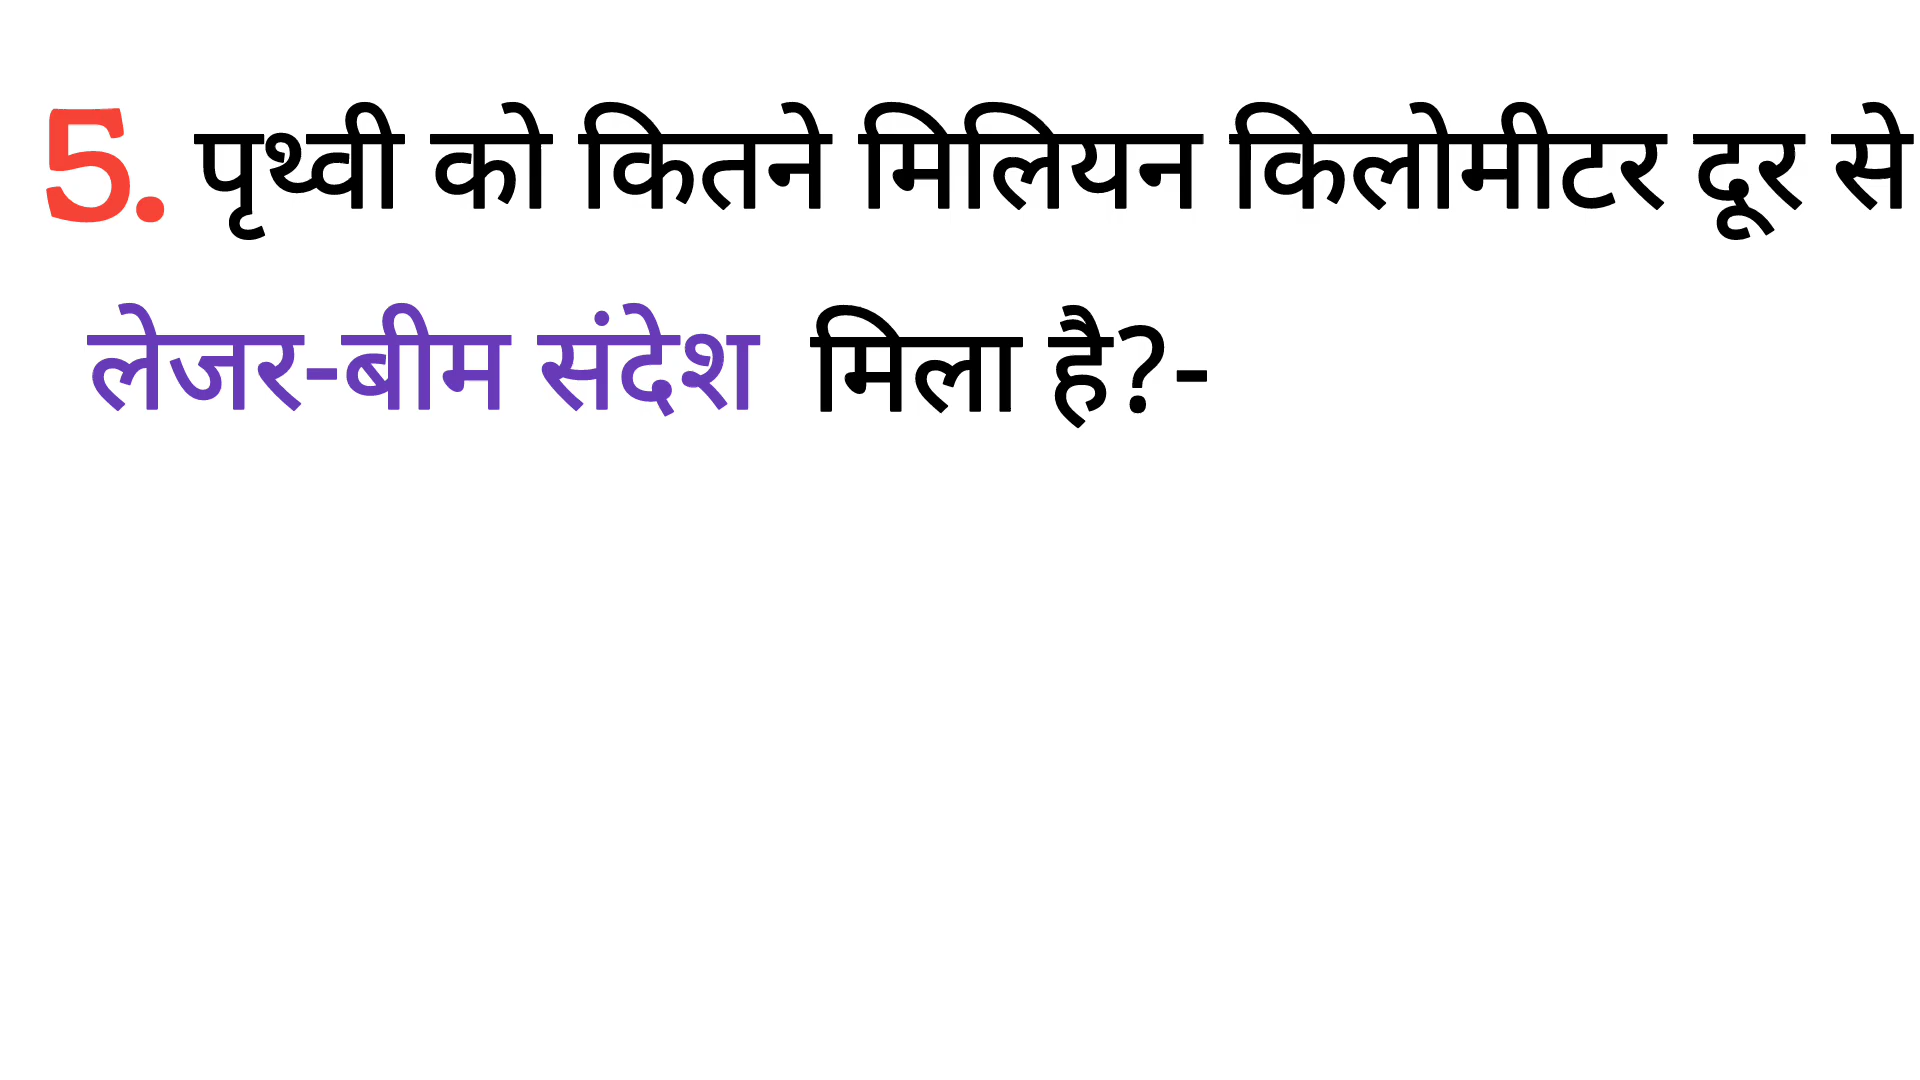 5. पृथ्वी को कितने मिलियन किलोमीटर दूर से
लेजर-बीम संदेश मिला है?-